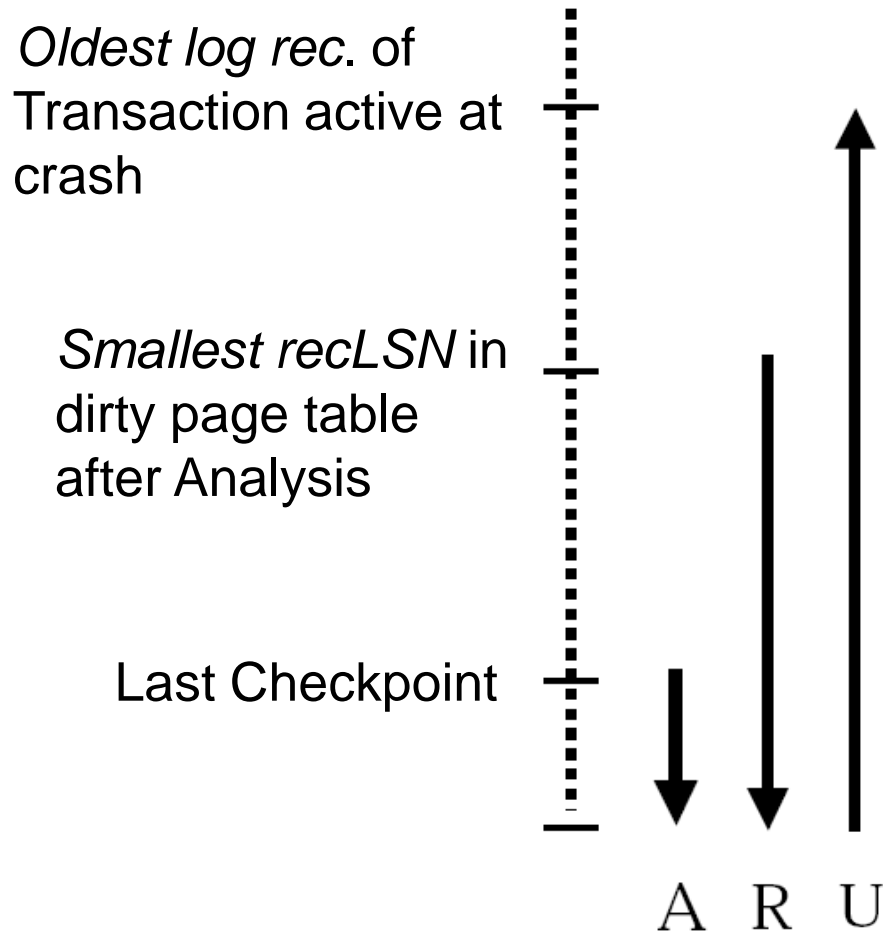 Oldest log rec. of
Transaction active at
crash
Smallest recLSN in
dirty page table
after Analysis
Last Checkpoint
A R U